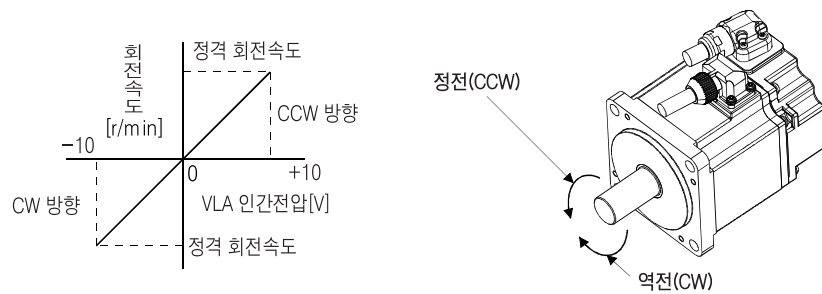 회전속도
[r/min]
정격 회전속도
CCW 방향
-10
0
+10
CW 방향
VLA 인간전압[V]
정격 회전속도
정전(CCW)
역전(CW)